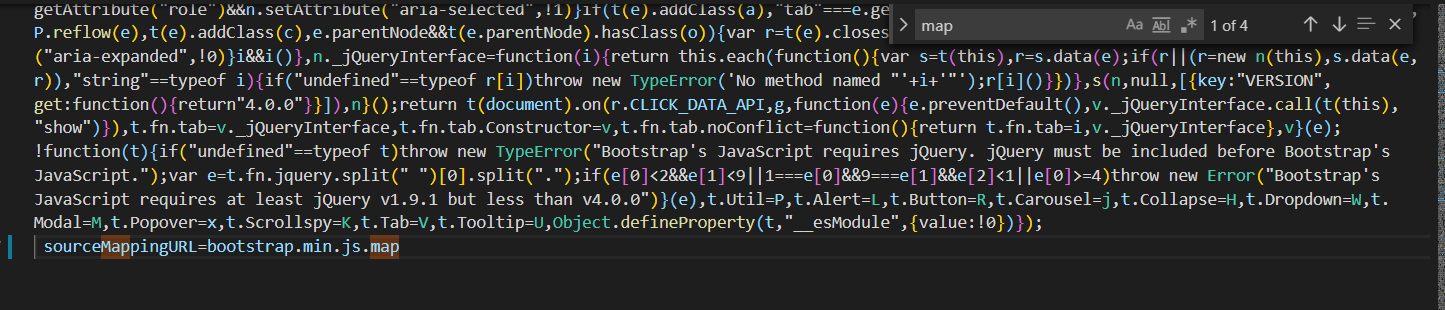 getAttribute("role")&&n.setAttribute("aria-selected",!1)}if(t(e).addClass(a),"tab"===e.ge
P.reflow(e),t(e).addClass(c),e.parentNode&&t(e.parentNode).hasClass(o)){var r=t(e).closes
map
Aa
ab
.*
1 of 4
("aria-expanded",!0)}i&&i()},n._jQueryInterface=function(i){return this.each(function(){var s=t(this),r=s.data(e);if(r||(r=new n(this),s.data(e,
r)),"string"==typeof i){if("undefined"==typeof r[i])throw new TypeError('No method named "'+i+'"');r[i]()}})},s(n,null,[{key:"VERSION",
get:function(){return"4.0.0"}}]),n}();return t(document).on(r.CLICK_DATA_API,g,function(e){e.preventDefault(),v._jQueryInterface.call(t(this),
"show")}),t.fn.tab=v._jQueryInterface,t.fn.tab.Constructor=v,t.fn.tab.noConflict=function(){return t.fn.tab=i,v._jQueryInterface},v}(e);
!function(t){if("undefined"==typeof t)throw new TypeError("Bootstrap's JavaScript requires jQuery. jQuery must be included before Bootstrap's
JavaScript.");var e=t.fn.jquery.split(" ")[0].split(".");if(e[0]<2&&e[1]<9||1===e[0]&&9===e[1]&&e[2]<1||e[0]>=4)throw new Error("Bootstrap's
JavaScript requires at least jQuery v1.9.1 but less than v4.0.0")}(e),t.Util=P,t.Alert=L,t.Button=R,t.Carousel=j,t.Collapse=H,t.Dropdown=W,t.
Modal=M,t.Popover=x,t.Scrollspy=K,t.Tab=V,t.Tooltip=U,Object.defineProperty(t,"__esModule",{value:!0})});
sourceMappingURL=bootstrap.min.js.map